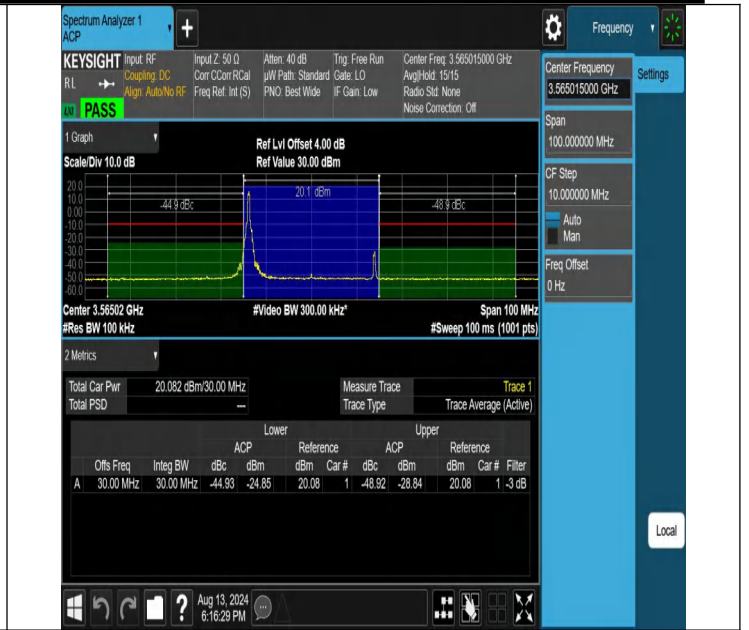 Spectrum Analyzer 1
ACP
Frequency
KEYSIGHT Input: RF Input Z: 50 Ω Atten: 40 dB Trig: Free Run Center Freq: 3.565015000 GHz
RL Coupling: DC Corr CCorr RCal µW Path: Standard Gate: LO Avg|Hold: 15/15
Align: Auto/No RF Freq Ref: Int (S) PNO: Best Wide IF Gain: Low Radio Std: None
LXI PASS Noise Correction: Off
Center Frequency
3.565015000 GHz
Settings
Span
100.000000 MHz
CF Step
10.000000 MHz
Auto
Man
Freq Offset
0 Hz
1 Graph
Scale/Div 10.0 dB
Ref Lvl Offset 4.00 dB
Ref Value 30.00 dBm
20.0
10.0
0.00
-10.0
-20.0
-30.0
-40.0
-50.0
-60.0
-44.9 dBc
20.1 dBm
-48.9 dBc
Center 3.56502 GHz #Video BW 300.00 kHz* Span 100 MHz
#Res BW 100 kHz #Sweep 100 ms (1001 pts)
2 Metrics
Total Car Pwr 20.082 dBm/30.00 MHz Measure Trace Trace 1
Total PSD --- Trace Type Trace Average (Active)
Lower Upper
ACP Reference ACP Reference
Offs Freq Integ BW dBc dBm dBm Car # dBc dBm dBm Car # Filter
A 30.00 MHz 30.00 MHz -44.93 -24.85 20.08 1 -48.92 -28.84 20.08 1 -3 dB
Local
?
Aug 13, 2024
6:16:29 PM